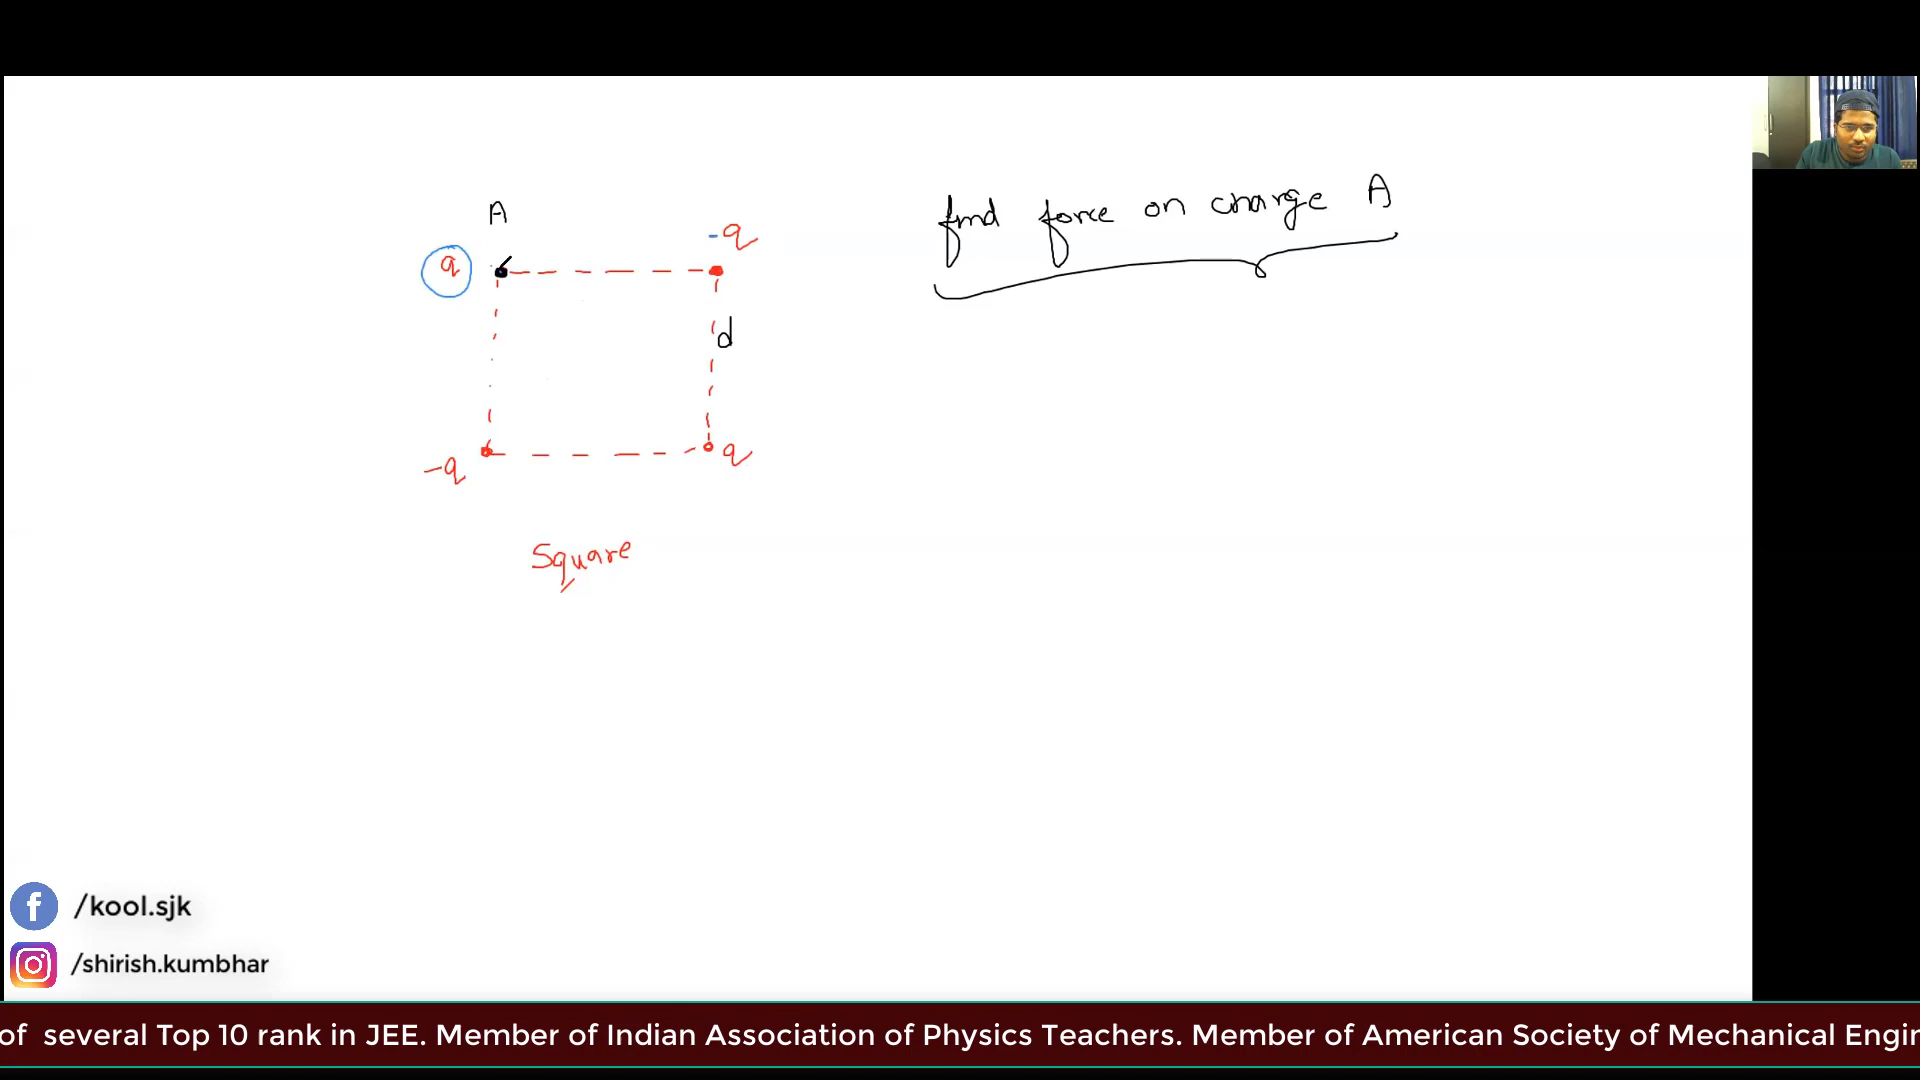 find force on charge A
A
-q
q
d
-q
q
Square
/kool.sjk
/shirish.kumbhar
of several Top 10 rank in JEE. Member of Indian Association of Physics Teachers. Member of American Society of Mechanical Engin